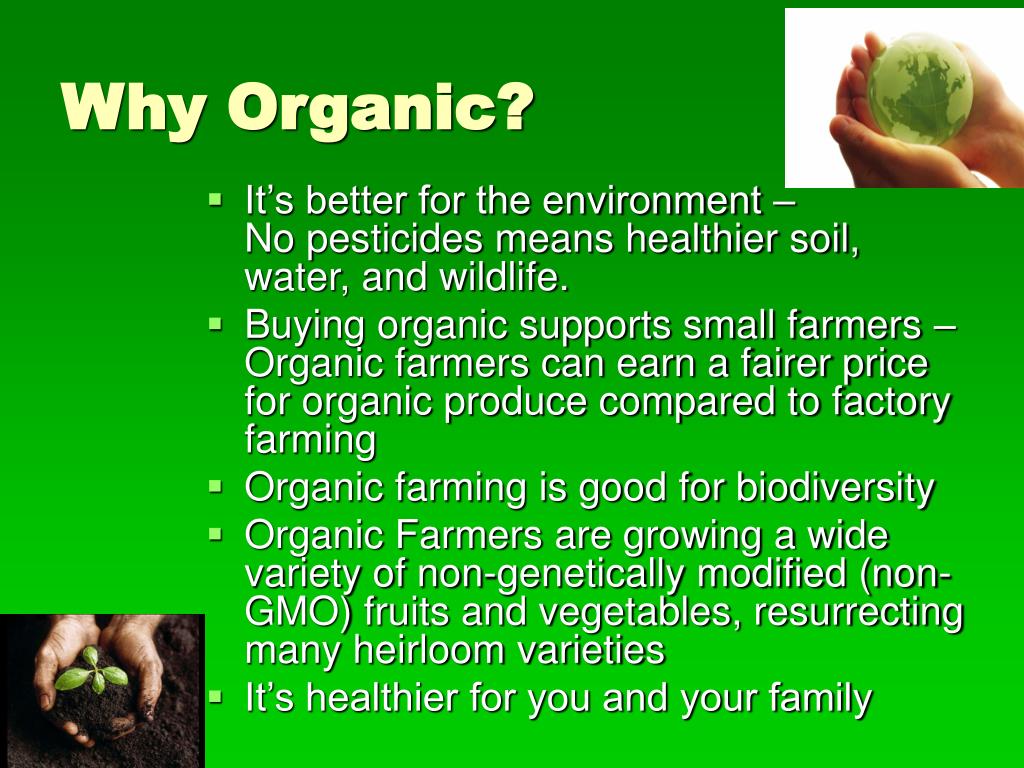 Why Organic?
▪ It’s better for the environment –
No pesticides means healthier soil,
water, and wildlife.
▪ Buying organic supports small farmers –
Organic farmers can earn a fairer price
for organic produce compared to factory
farming
▪ Organic farming is good for biodiversity
▪ Organic Farmers are growing a wide
variety of non-genetically modified (non-
GMO) fruits and vegetables, resurrecting
many heirloom varieties
▪ It’s healthier for you and your family